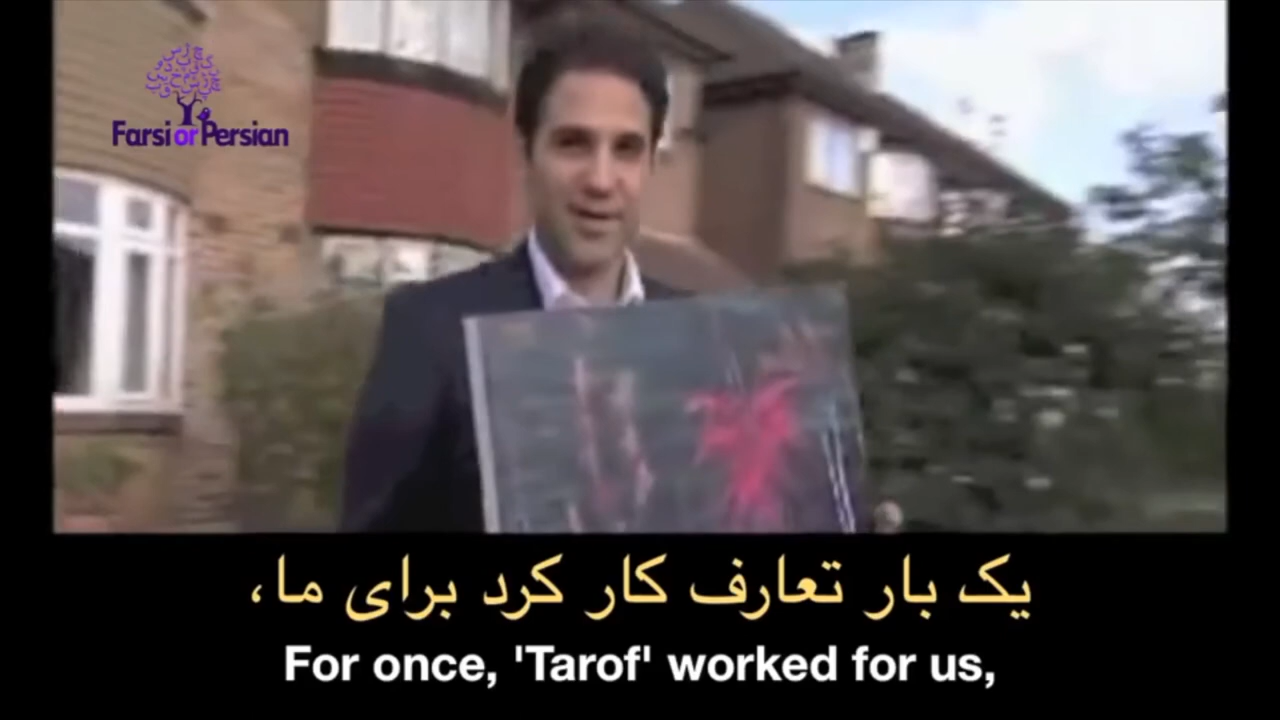 Farsi or Persian
یک بار تعارف کار کرد برای ما،
For once, 'Tarof' worked for us,